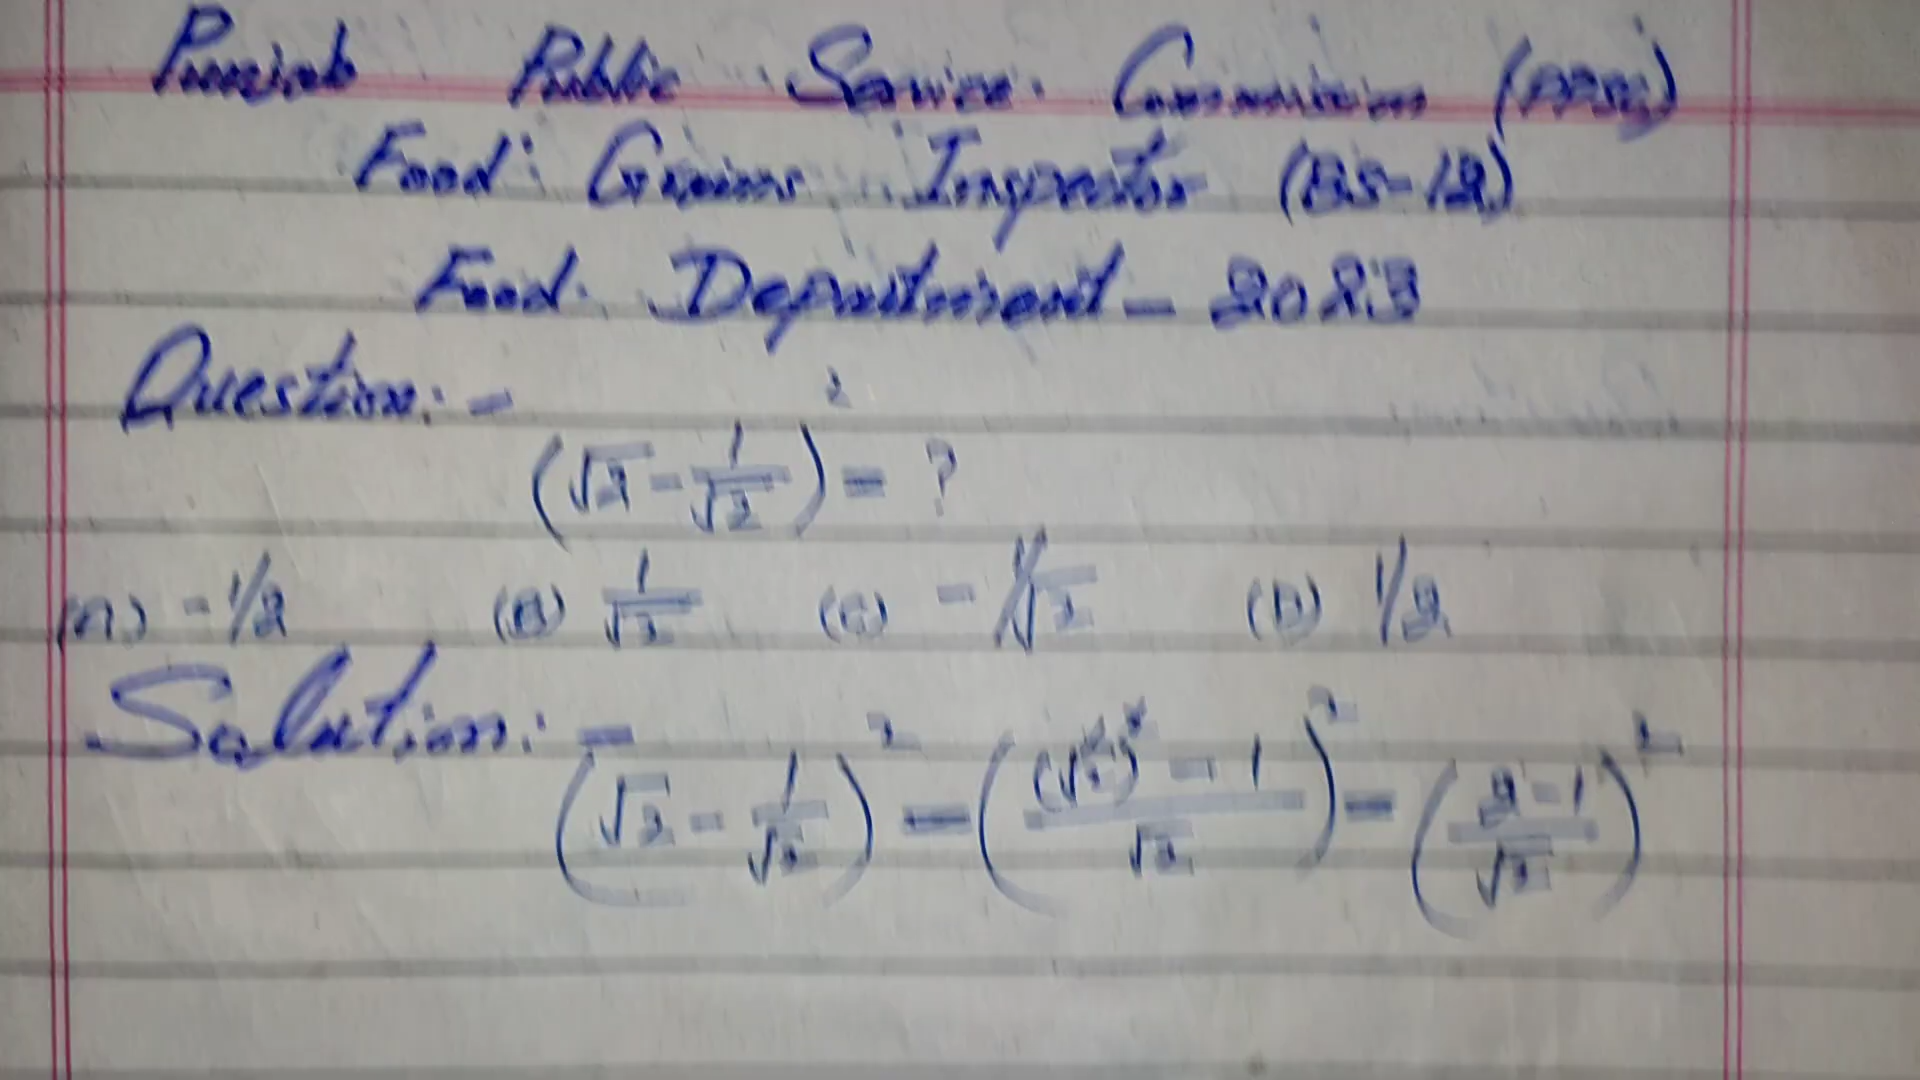 Punjab Public Service Commission (PPSC)
Food Grains Inspector (BS-12)
Food Department - 2023
Question:-
(√2 - 1/√2)² = ?
(A) -1/2 (B) 1/√2 (C) -1/√2 (D) 1/2
Solution:-
(√2 - 1/√2)² = (((√2)² - 1)/√2)² = ((2-1)/√2)²